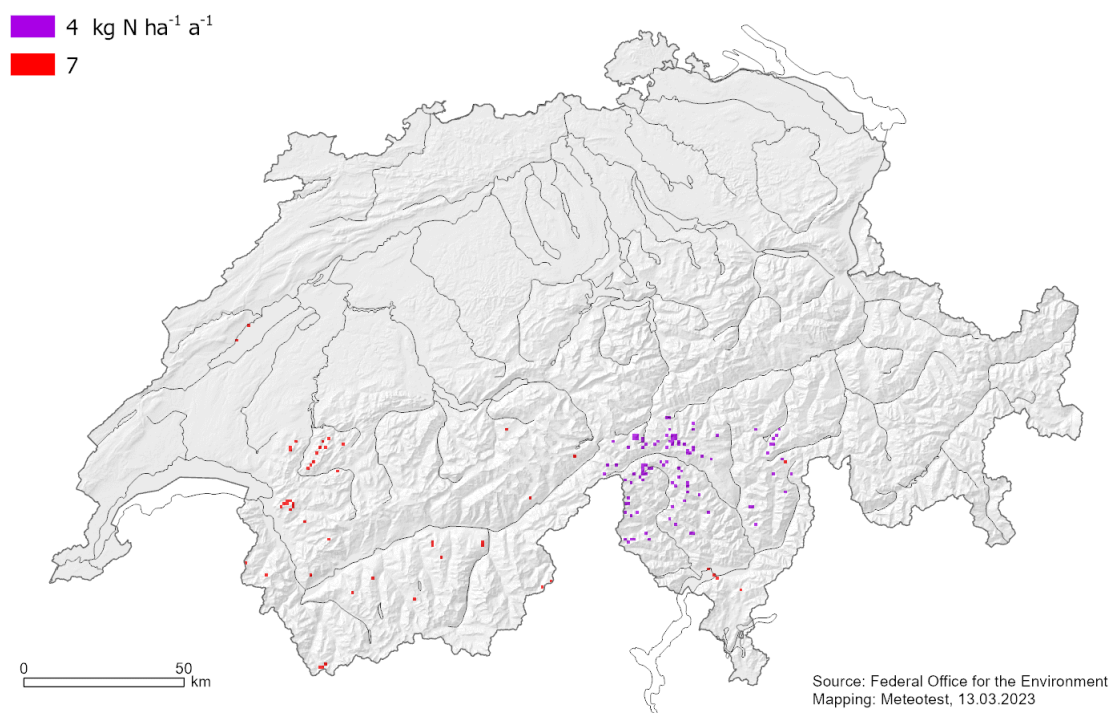 4 kg N ha⁻¹ a⁻¹
7
0 50
km
Source: Federal Office for the Environment
Mapping: Meteotest, 13.03.2023